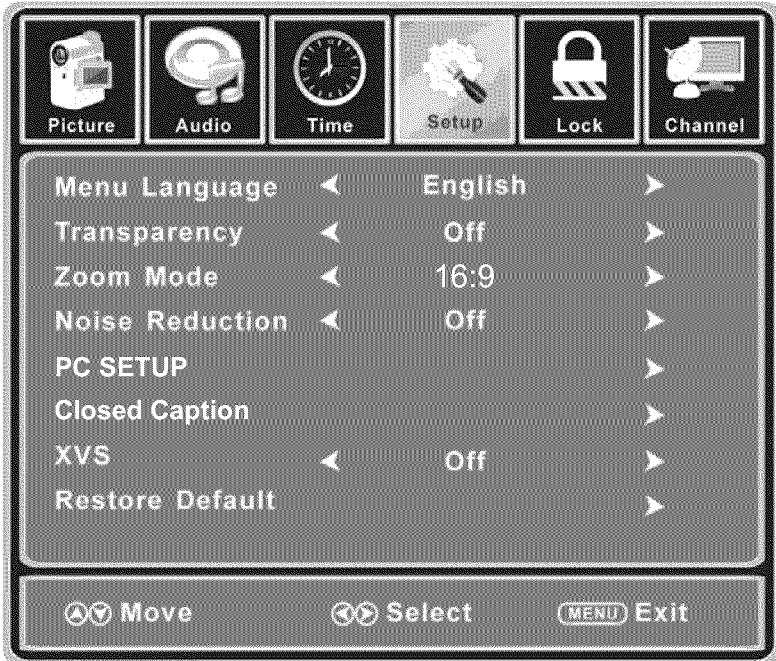 Picture Audio Time Setup Lock Channel
Menu Language English
Transparency Off
Zoom Mode 16:9
Noise Reduction Off
PC SETUP
Closed Caption
XVS Off
Restore Default
Move Select MENU Exit